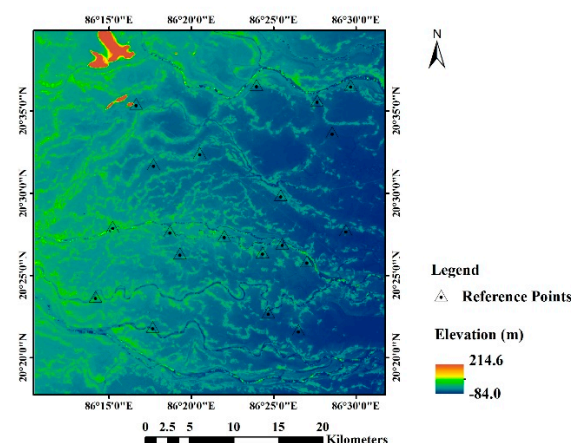 86°15'0"E 86°20'0"E 86°25'0"E 86°30'0"E
N
20°35'0"N 20°35'0"N
20°30'0"N 20°30'0"N
20°25'0"N 20°25'0"N
20°20'0"N 20°20'0"N
Legend
Reference Points
Elevation (m)
214.6
-84.0
86°15'0"E 86°20'0"E 86°25'0"E 86°30'0"E
0 2.5 5 10 15 20
Kilometers